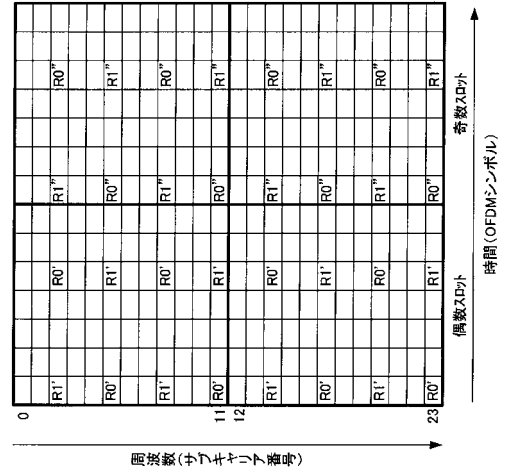 0
R1' R0' R1" R0"
R0' R1' R0" R1"
R1' R0' R1" R0"
11 R0' R1' R0" R1"
12
R1' R0' R1" R0"
R0' R1' R0" R1"
R1' R0' R1" R0"
23 R0' R1' R0" R1"
偶数スロット 奇数スロット
時間(OFDMシンボル)
周波数(サブキャリア番号)